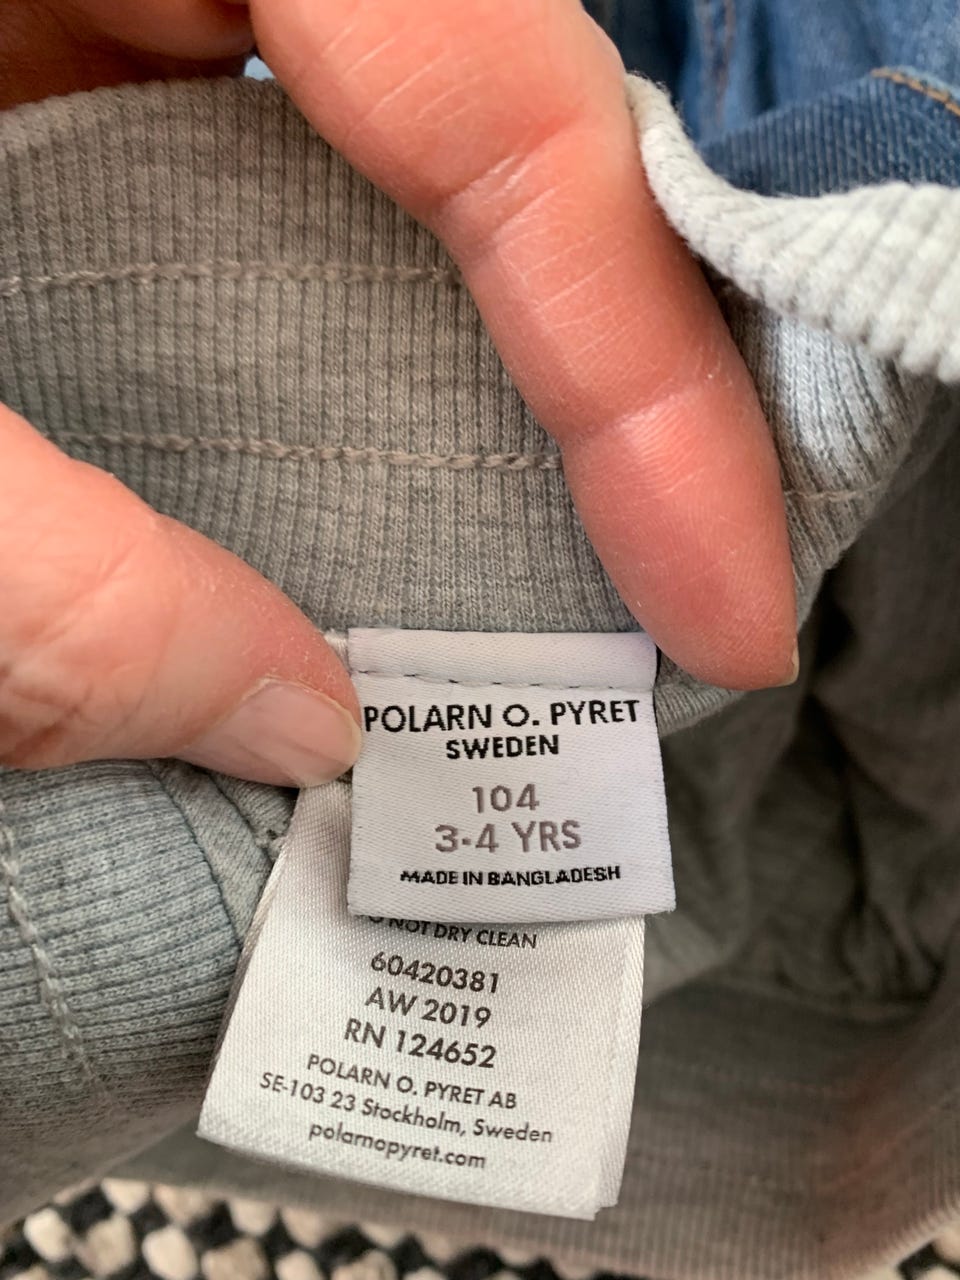 POLARN O. PYRET
SWEDEN
104
3-4 YRS
MADE IN BANGLADESH
NOT DRY CLEAN
60420381
AW 2019
RN 124652
POLARN O. PYRET AB
SE-103 23 Stockholm, Sweden
polarnopyret.com